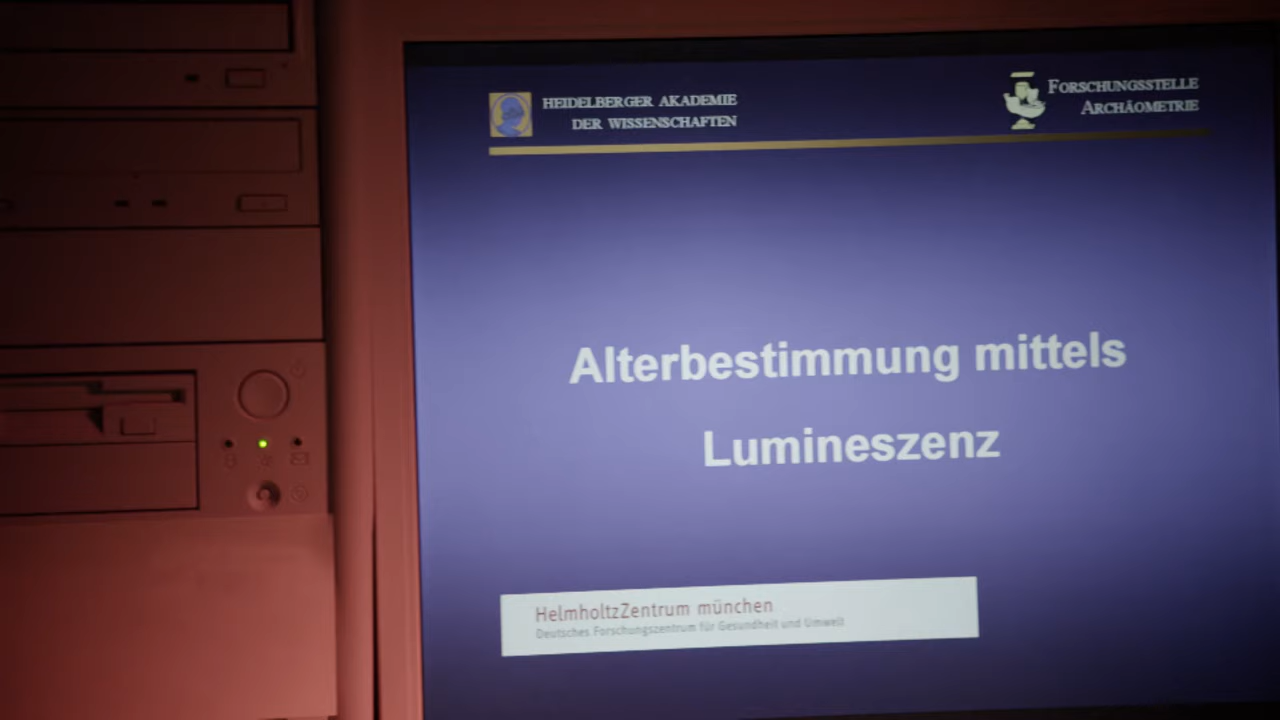 HEIDELBERGER AKADEMIE
DER WISSENSCHAFTEN
FORSCHUNGSSTELLE
ARCHÄOMETRIE
Alterbestimmung mittels
Lumineszenz
HelmholtzZentrum münchen
Deutsches Forschungszentrum für Gesundheit und Umwelt